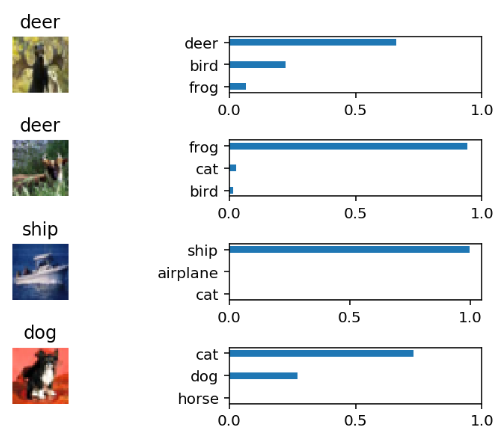 deer
deer
bird
frog
0.0 0.5 1.0
deer
frog
cat
bird
0.0 0.5 1.0
ship
ship
airplane
cat
0.0 0.5 1.0
dog
cat
dog
horse
0.0 0.5 1.0